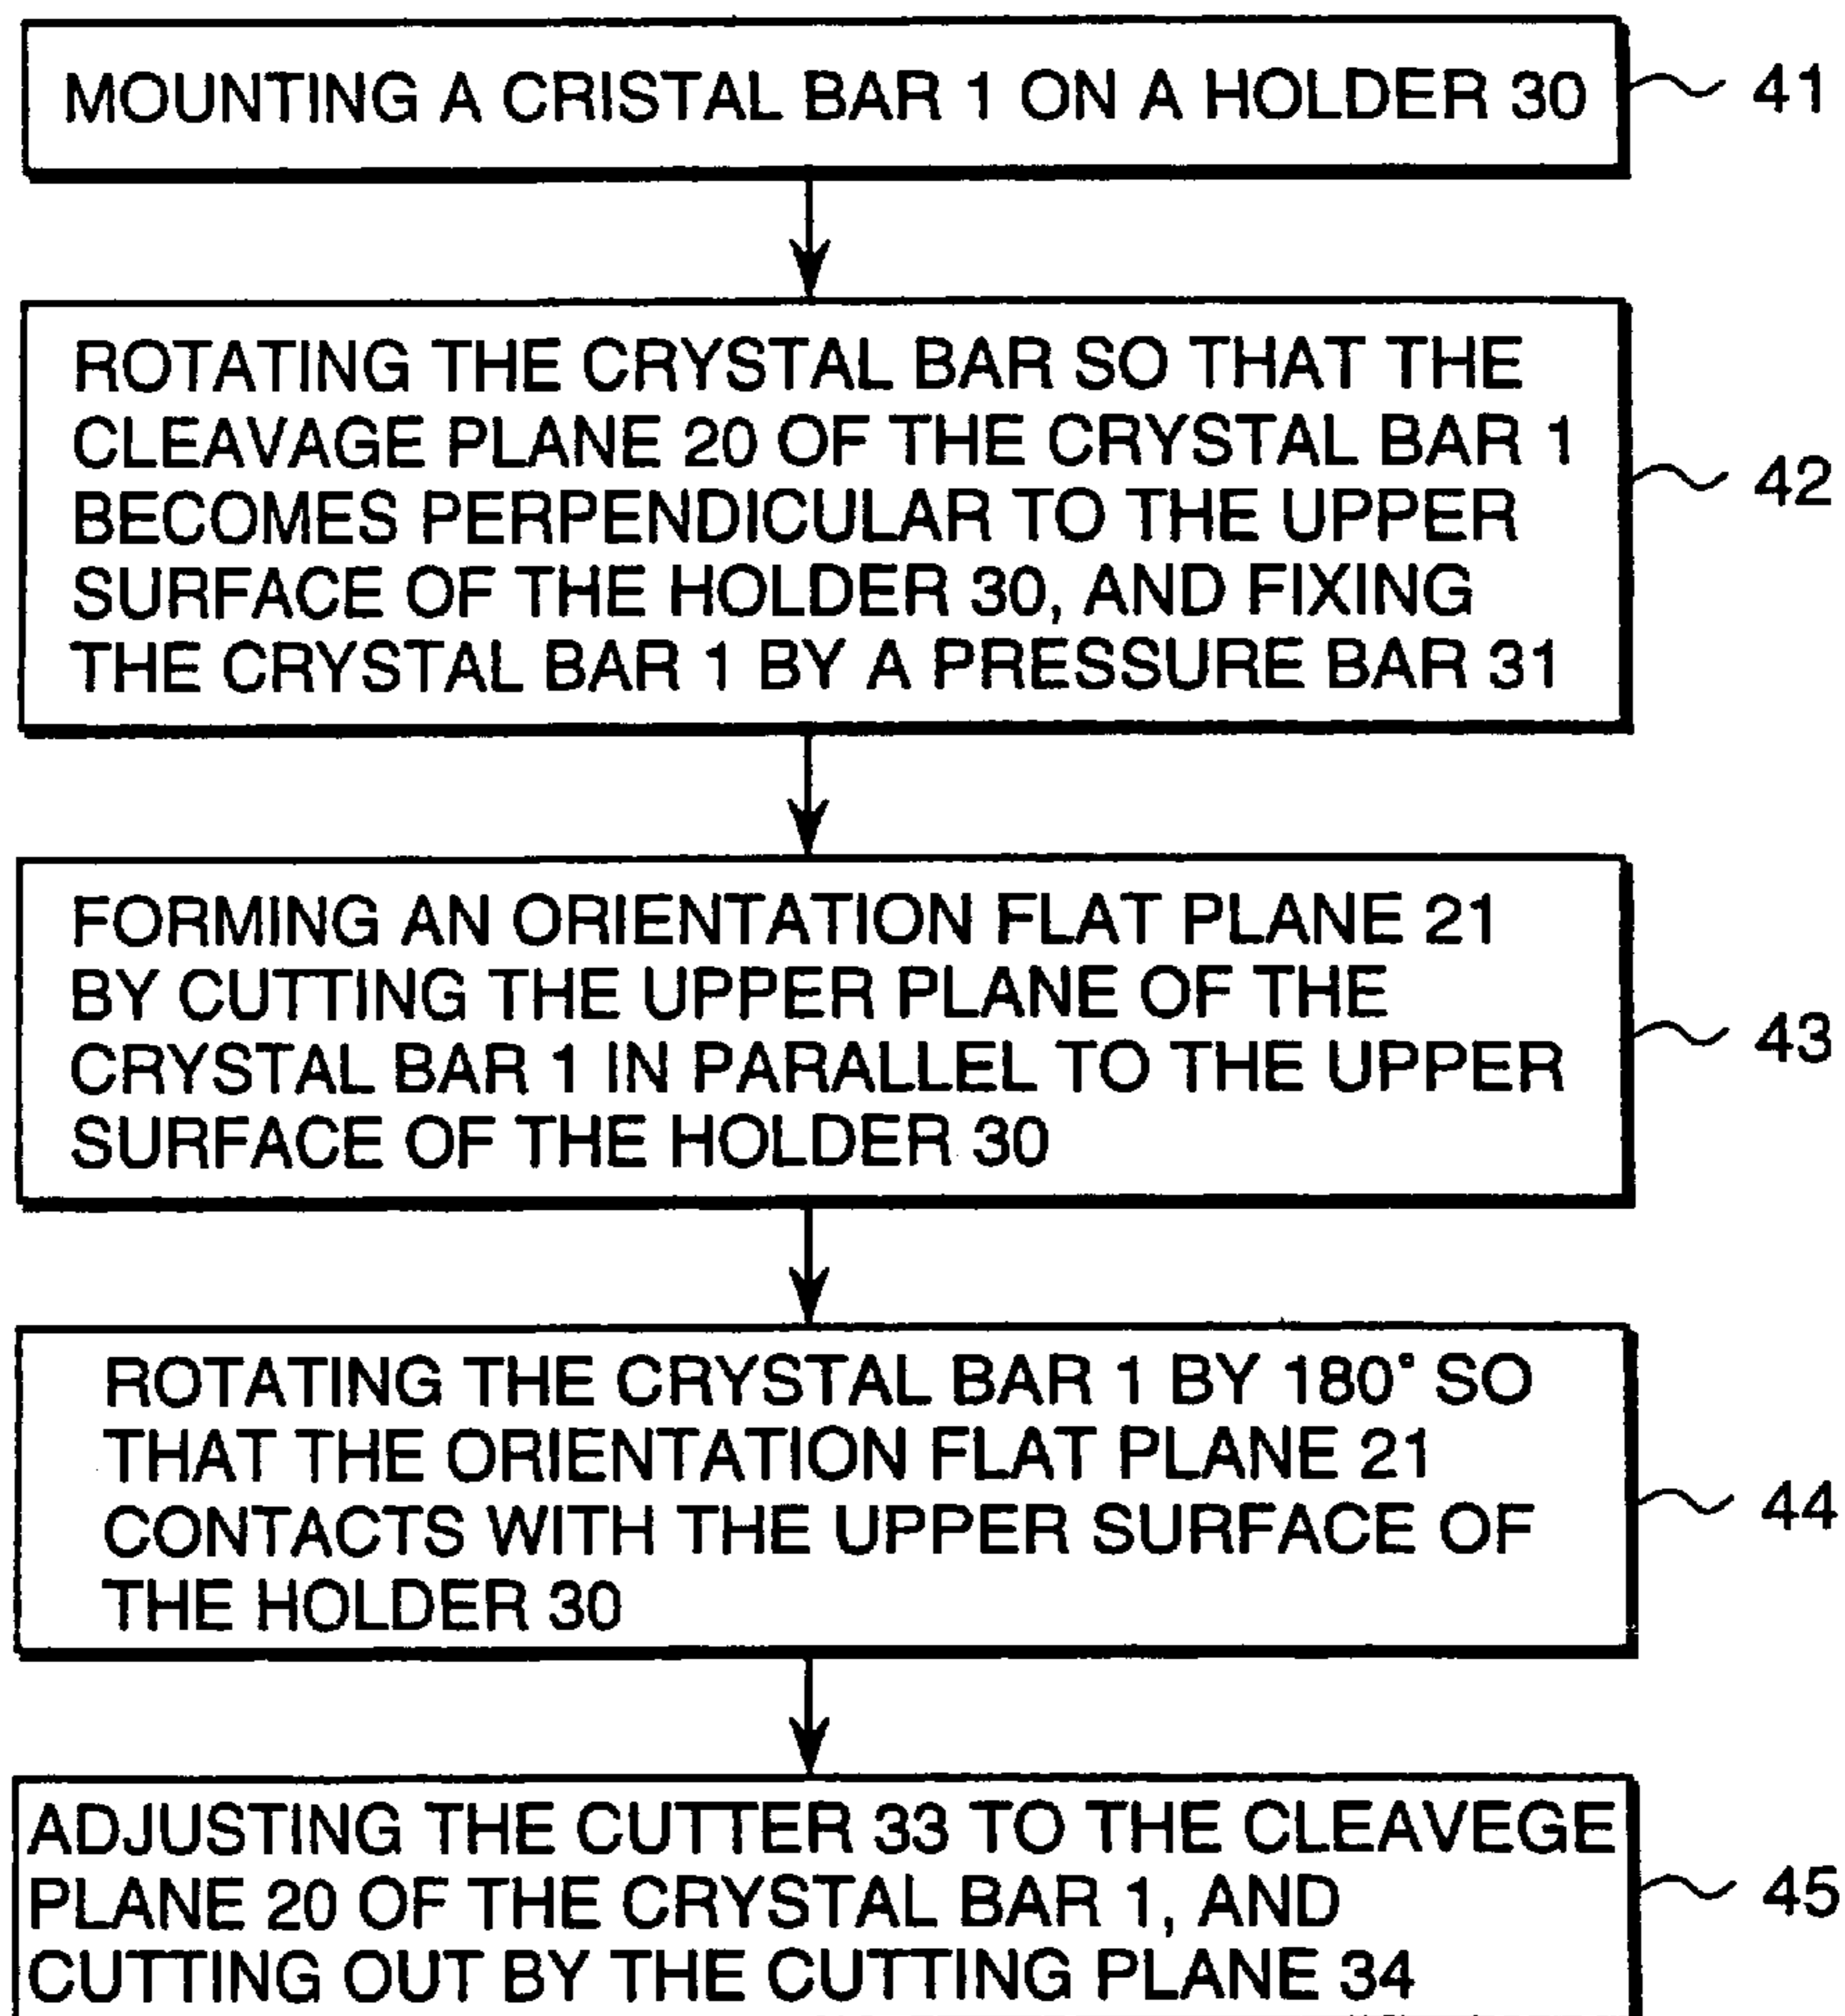 MOUNTING A CRISTAL BAR 1 ON A HOLDER 30
41
ROTATING THE CRYSTAL BAR SO THAT THE
CLEAVAGE PLANE 20 OF THE CRYSTAL BAR 1
BECOMES PERPENDICULAR TO THE UPPER
SURFACE OF THE HOLDER 30, AND FIXING
THE CRYSTAL BAR 1 BY A PRESSURE BAR 31
42
FORMING AN ORIENTATION FLAT PLANE 21
BY CUTTING THE UPPER PLANE OF THE
CRYSTAL BAR 1 IN PARALLEL TO THE UPPER
SURFACE OF THE HOLDER 30
43
ROTATING THE CRYSTAL BAR 1 BY 180° SO
THAT THE ORIENTATION FLAT PLANE 21
CONTACTS WITH THE UPPER SURFACE OF
THE HOLDER 30
44
ADJUSTING THE CUTTER 33 TO THE CLEAVEGE
PLANE 20 OF THE CRYSTAL BAR 1, AND
CUTTING OUT BY THE CUTTING PLANE 34
45